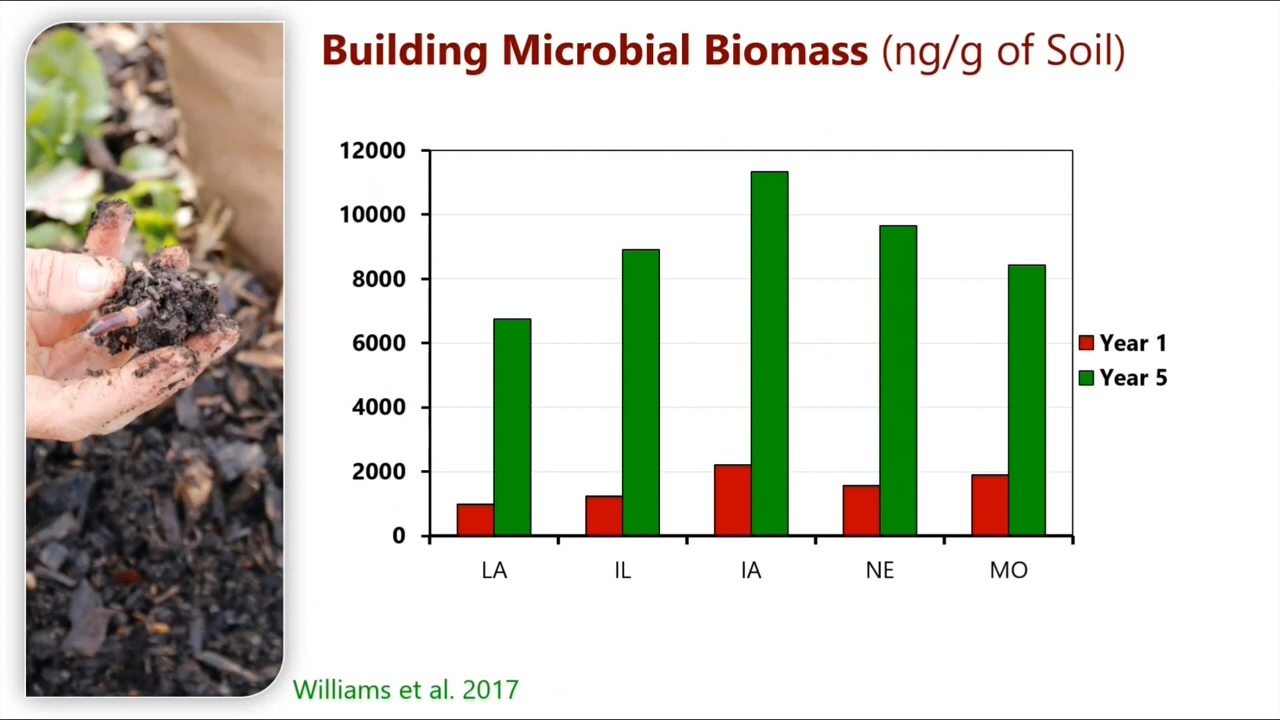 Building Microbial Biomass (ng/g of Soil)
12000
10000
8000
6000
4000
2000
0
LA IL IA NE MO
Year 1
Year 5
Williams et al. 2017